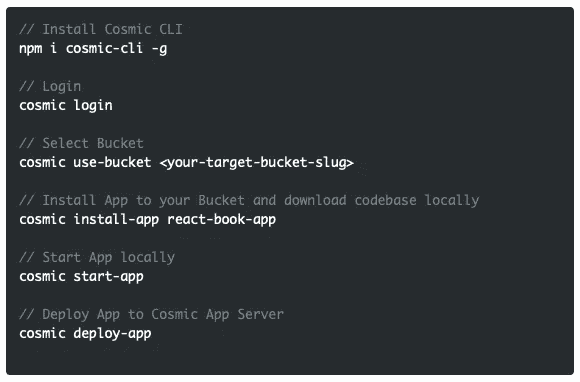 // Install Cosmic CLI
npm i cosmic-cli -g
// Login
cosmic login
// Select Bucket
cosmic use-bucket <your-target-bucket-slug>
// Install App to your Bucket and download codebase locally
cosmic install-app react-book-app
// Start App locally
cosmic start-app
// Deploy App to Cosmic App Server
cosmic deploy-app